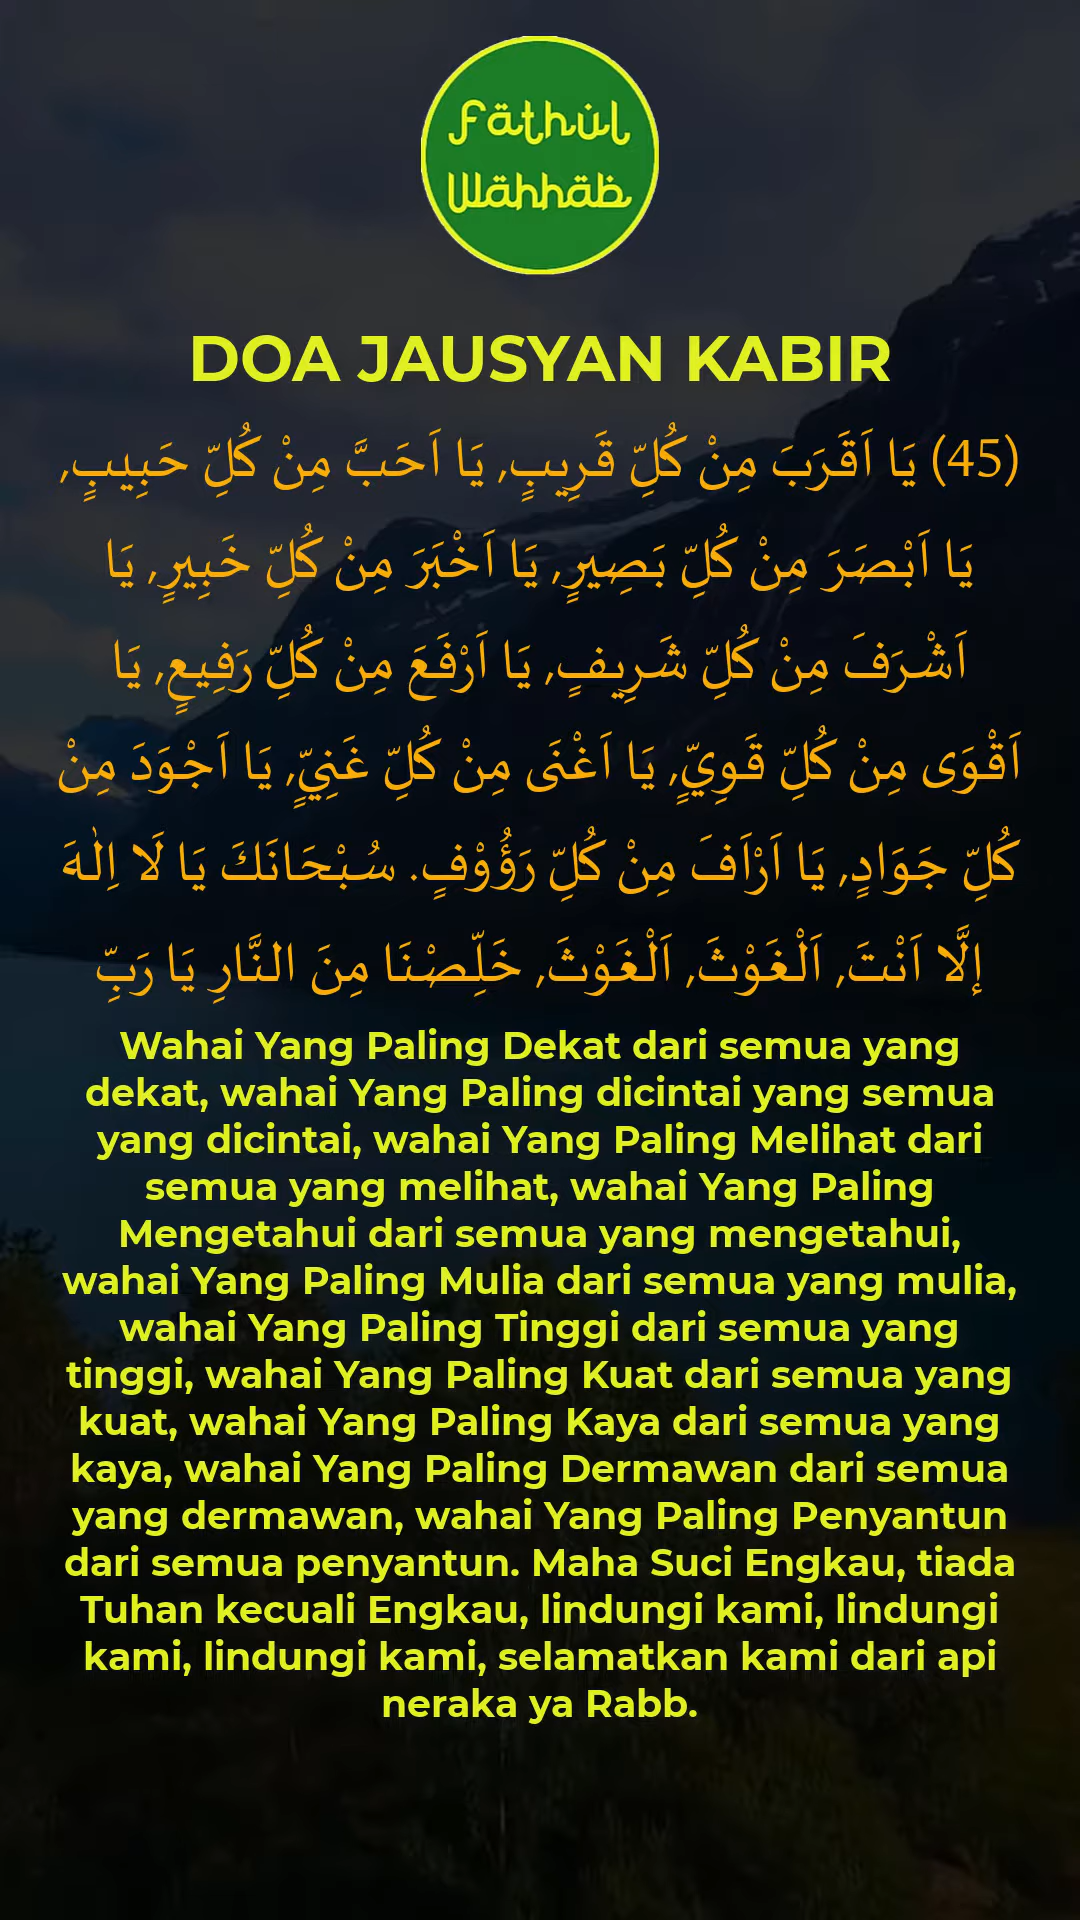 Fäthul
Wähhäb
DOA JAUSYAN KABIR
(45) يَا اَقَرَبَ مِنْ كُلِّ قَرِيبٍ, يَا اَحَبَّ مِنْ كُلِّ حَبِيبٍ,
يَا اَبْصَرَ مِنْ كُلِّ بَصِيرٍ, يَا اَخْبَرَ مِنْ كُلِّ خَبِيرٍ, يَا
اَشْرَفَ مِنْ كُلِّ شَرِيفٍ, يَا اَرْفَعَ مِنْ كُلِّ رَفِيعٍ, يَا
اَقْوَى مِنْ كُلِّ قَوِيٍّ, يَا اَغْنَى مِنْ كُلِّ غَنِيٍّ, يَا اَجْوَدَ مِنْ
كُلِّ جَوَادٍ, يَا اَرْاَفَ مِنْ كُلِّ رَؤُوْفٍ. سُبْحَانَكَ يَا لَا اِلٰهَ
إلَّا اَنْتَ, اَلْغَوْثَ, اَلْغَوْثَ, خَلِّصْنَا مِنَ النَّارِ يَا رَبِّ
Wahai Yang Paling Dekat dari semua yang
dekat, wahai Yang Paling dicintai yang semua
yang dicintai, wahai Yang Paling Melihat dari
semua yang melihat, wahai Yang Paling
Mengetahui dari semua yang mengetahui,
wahai Yang Paling Mulia dari semua yang mulia,
wahai Yang Paling Tinggi dari semua yang
tinggi, wahai Yang Paling Kuat dari semua yang
kuat, wahai Yang Paling Kaya dari semua yang
kaya, wahai Yang Paling Dermawan dari semua
yang dermawan, wahai Yang Paling Penyantun
dari semua penyantun. Maha Suci Engkau, tiada
Tuhan kecuali Engkau, lindungi kami, lindungi
kami, lindungi kami, selamatkan kami dari api
neraka ya Rabb.